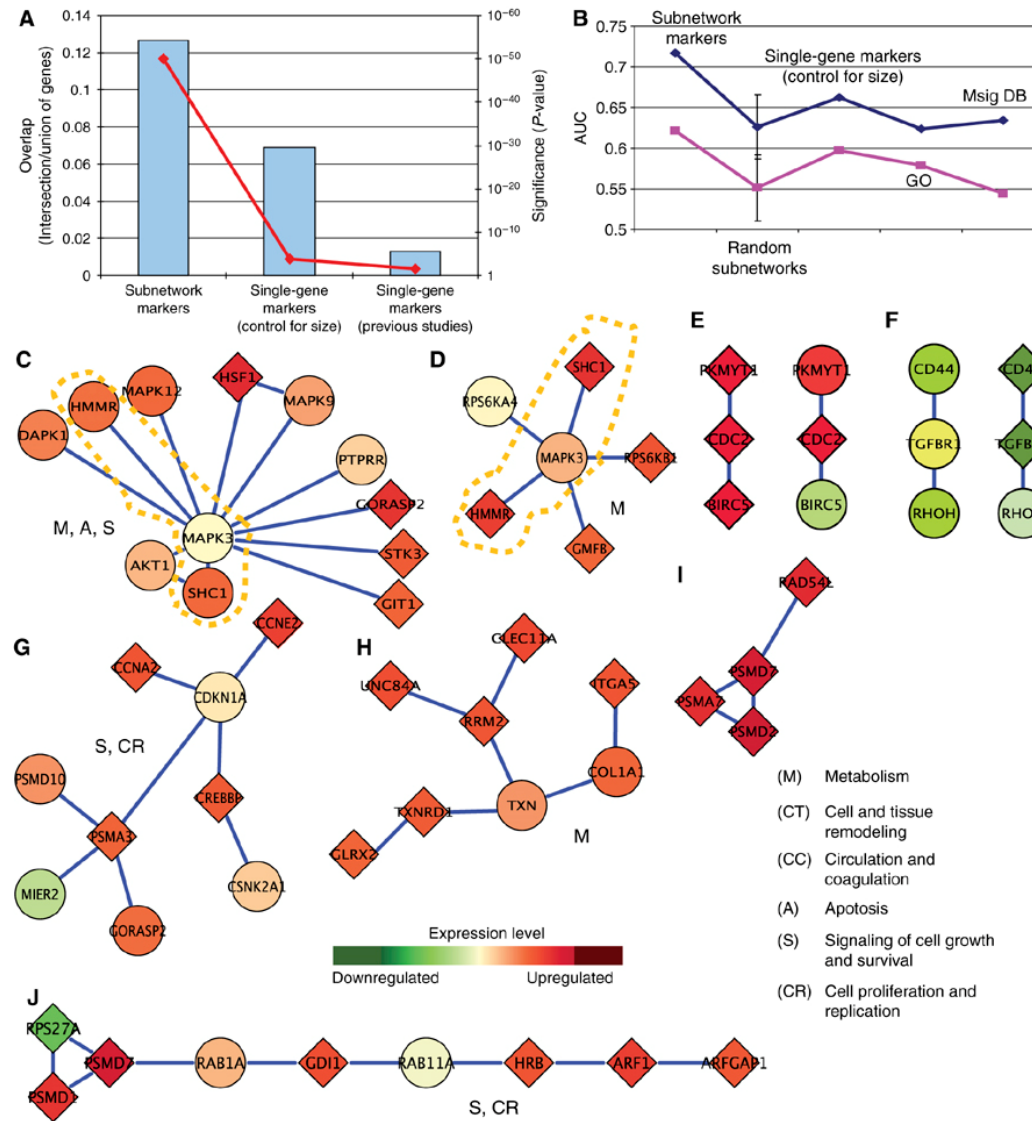 A
0.14
0.12
0.1
0.08
0.06
0.04
0.02
0
Overlap
(Intersection/union of genes)
10⁻⁶⁰
10⁻⁵⁰
10⁻⁴⁰
10⁻³⁰
10⁻²⁰
10⁻¹⁰
1
Significance (P-value)
Subnetwork
markers
Single-gene
markers
(control for size)
Single-gene
markers
(previous studies)
B
Subnetwork
markers
0.75
0.7
0.65
0.6
0.55
0.5
AUC
Single-gene markers
(control for size)
Msig DB
GO
Random
subnetworks
C
HSF1
MAPK12
HMMR
MAPK9
DAPK1
PTPRR
GORASP2
M, A, S
MAPK3
STK3
AKT1
SHC1
GIT1
D
SHC1
RPS6KA4
MAPK3
RPS6KB1
HMMR
M
GMFB
E
PKMYT1
PKMYT1
CDC2
CDC2
BIRC5
BIRC5
F
CD44
CD4
TGFBR1
TGFB
RHOH
RHO
G
CCNE2
CCNA2
CDKN1A
S, CR
PSMD10
CREBBP
PSMA3
MIER2
CSNK2A1
GORASP2
H
CLEC11A
UNC84A
ITGA5
RRM2
COL1A1
TXN
TXNRD1
M
GLRX2
I
RAD54L
PSMD7
PSMA7
PSMD2
(M) Metabolism
(CT) Cell and tissue
remodeling
(CC) Circulation and
coagulation
(A) Apotosis
(S) Signaling of cell growth
and survival
(CR) Cell proliferation and
replication
Expression level
Downregulated Upregulated
J
RPS27A
PSMD7
RAB1A
GDI1
RAB11A
HRB
ARF1
ARFGAP1
PSMD1
S, CR